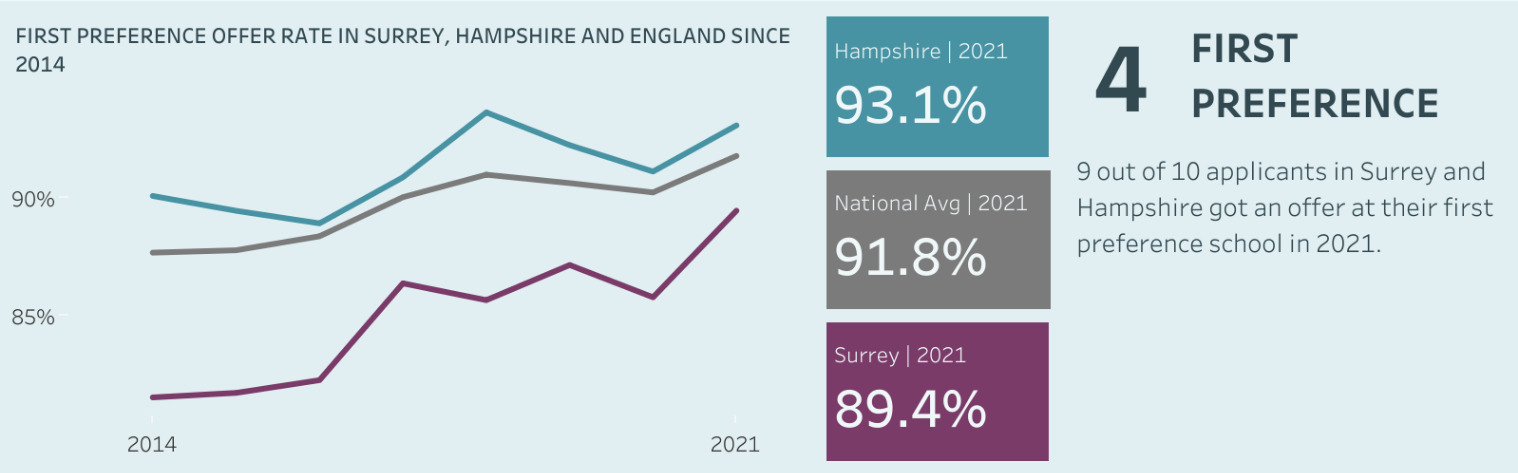 FIRST PREFERENCE OFFER RATE IN SURREY, HAMPSHIRE AND ENGLAND SINCE
2014
90%
85%
2014
2021
Hampshire | 2021
93.1%
National Avg | 2021
91.8%
Surrey | 2021
89.4%
4
FIRST
PREFERENCE
9 out of 10 applicants in Surrey and
Hampshire got an offer at their first
preference school in 2021.